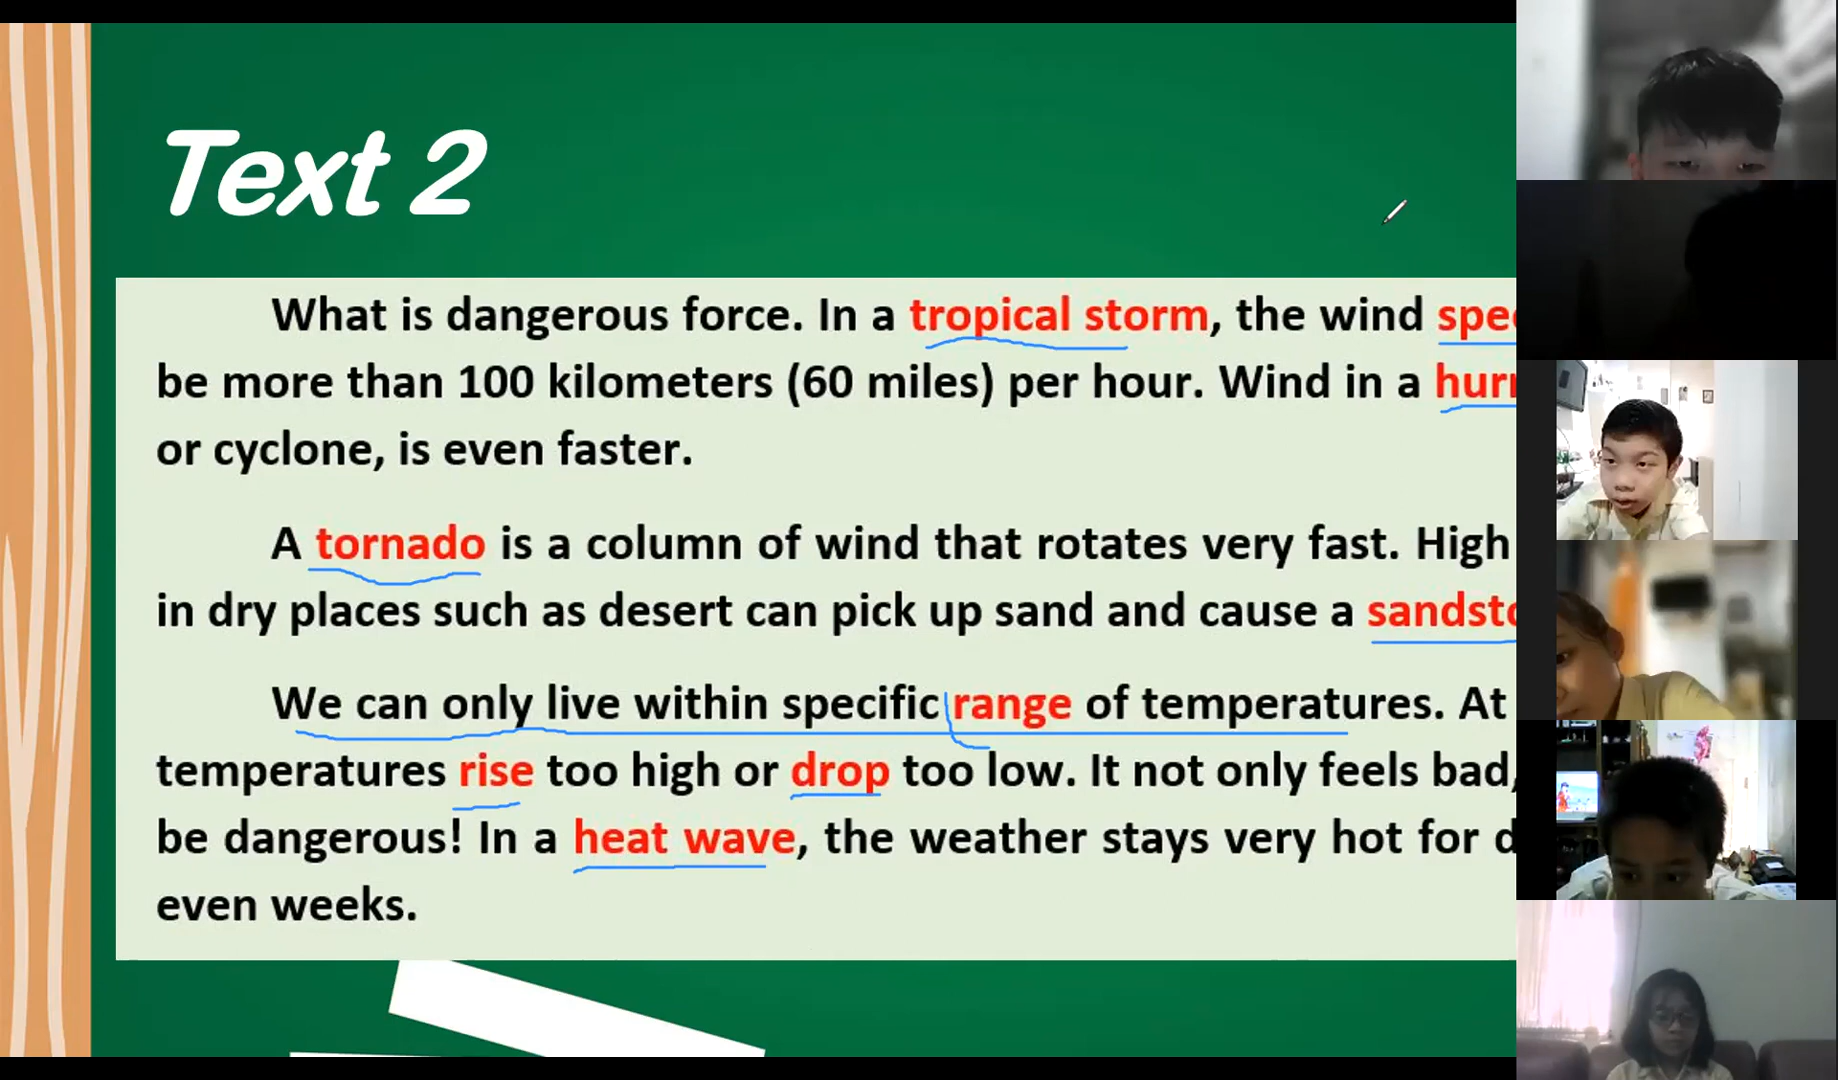 Text 2
What is dangerous force. In a tropical storm, the wind
be more than 100 kilometers (60 miles) per hour. Wind in a
or cyclone, is even faster.
A tornado is a column of wind that rotates very fast. High
in dry places such as desert can pick up sand and cause a
We can only live within specific range of temperatures. At
temperatures rise too high or drop too low. It not only feels bad,
be dangerous! In a heat wave, the weather stays very hot for
even weeks.